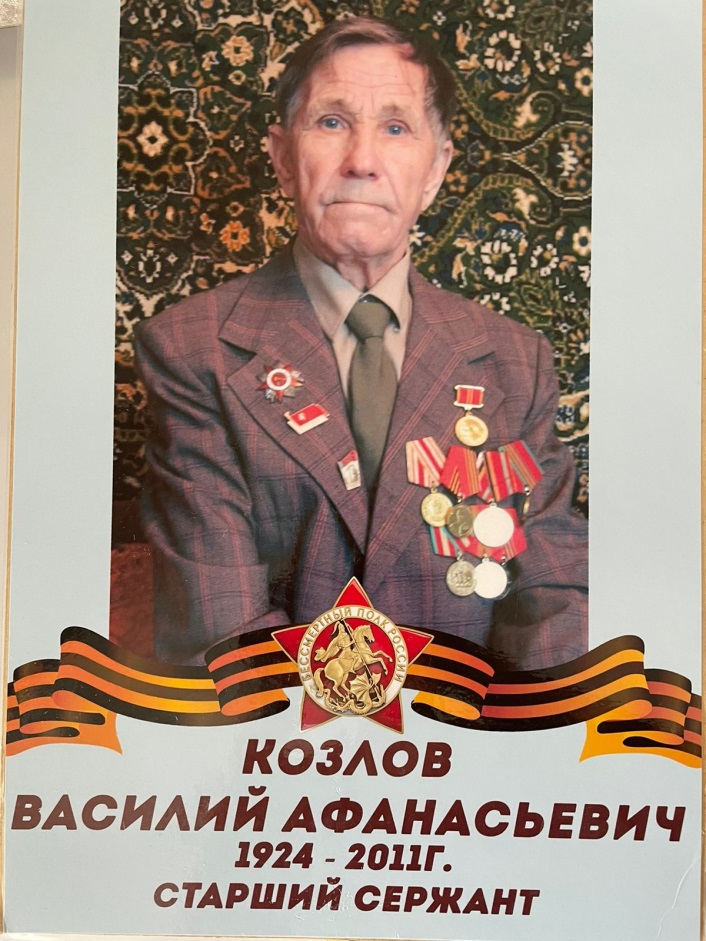 БЕССМЕРТНЫЙ ПОЛК РОССИИ
КОЗЛОВ
ВАСИЛИЙ АФАНАСЬЕВИЧ
1924 - 2011Г.
СТАРШИЙ СЕРЖАНТ